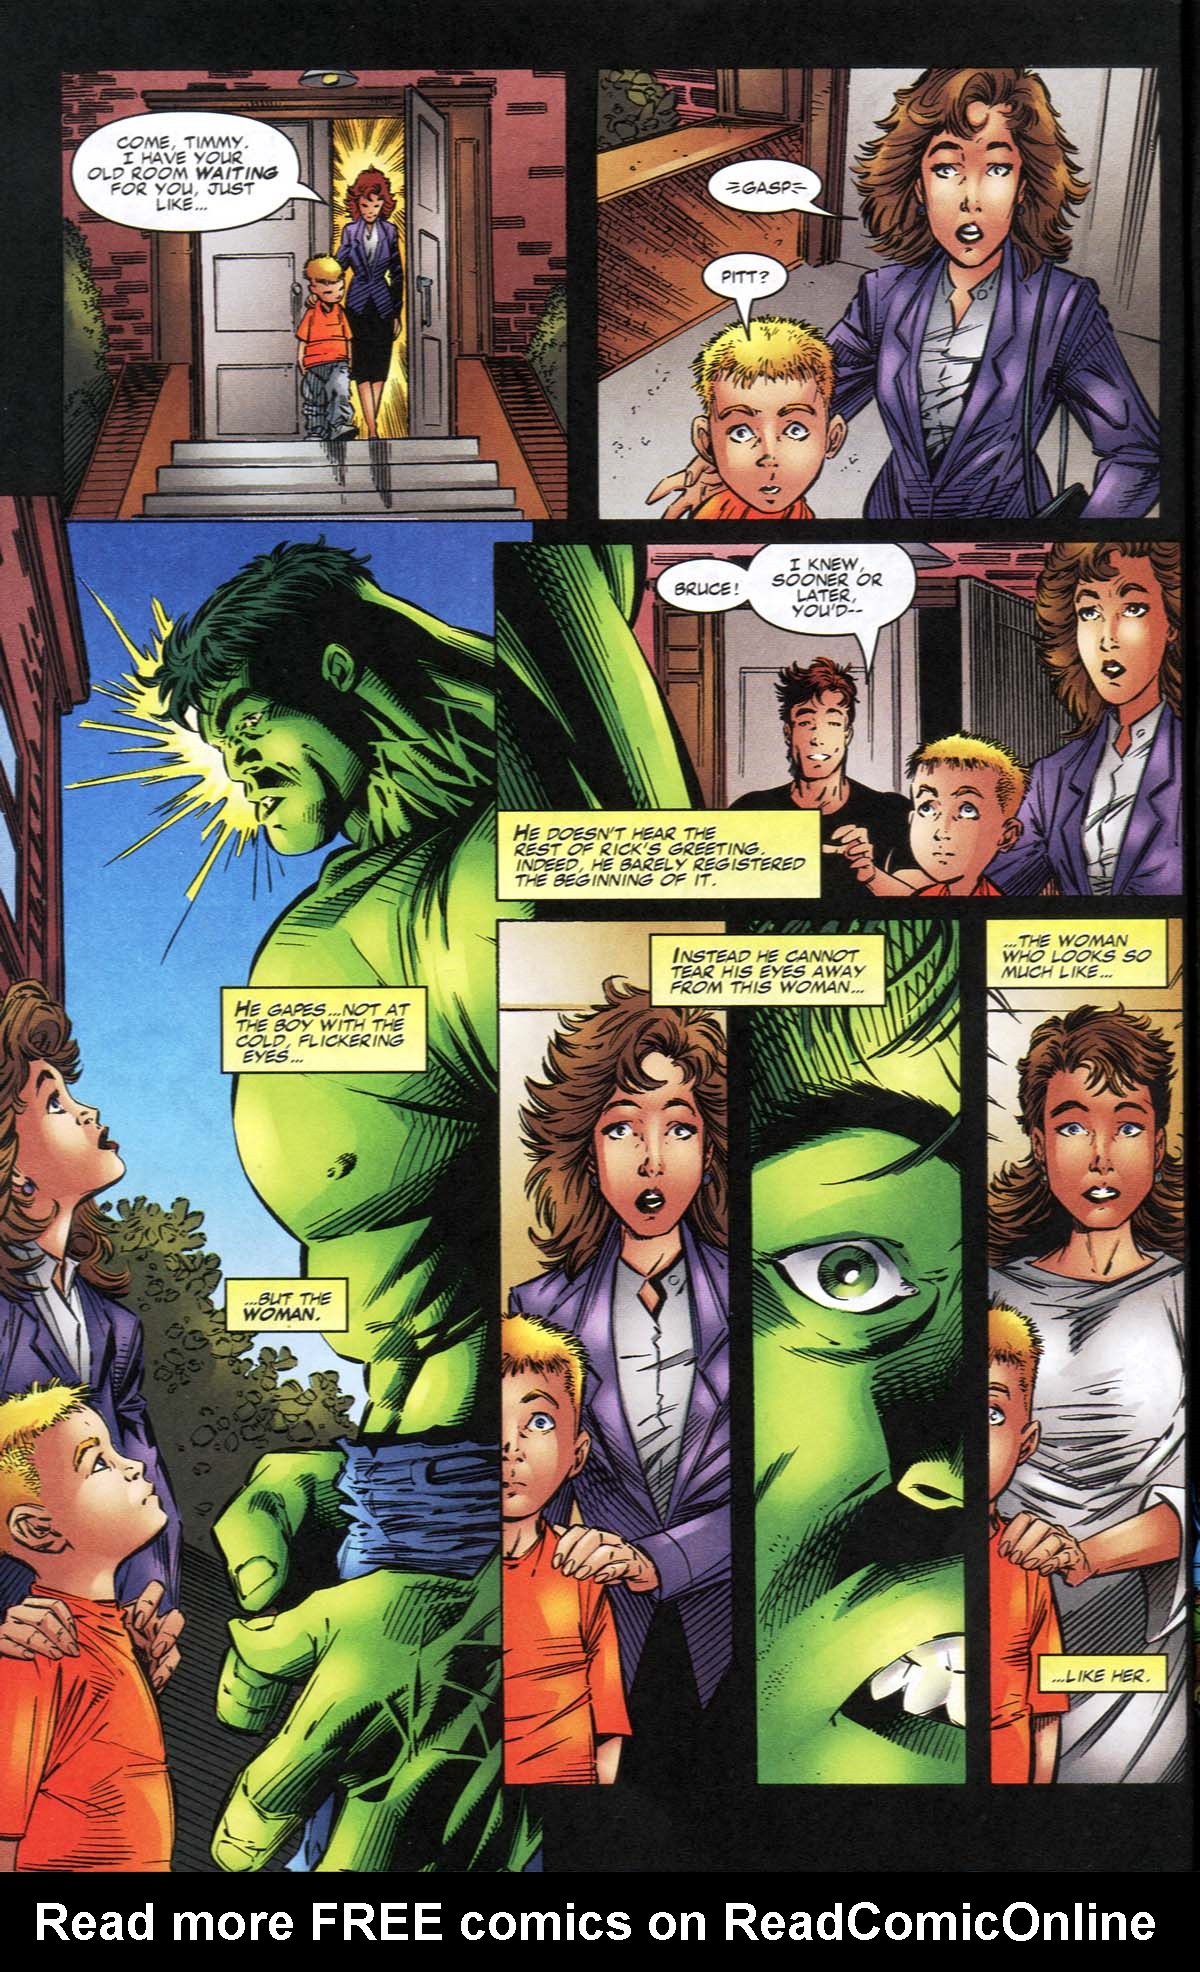 COME, TIMMY.
I HAVE YOUR
OLD ROOM WAITING
FOR YOU, JUST
LIKE...
GASP
PITT?
BRUCE!
I KNEW,
SOONER OR
LATER,
YOU'D--
HE DOESN'T HEAR THE
REST OF RICK'S GREETING.
INDEED, HE BARELY REGISTERED
THE BEGINNING OF IT.
HE GAPES...NOT AT
THE BOY WITH THE
COLD, FLICKERING
EYES...
...BUT THE
WOMAN.
INSTEAD HE CANNOT
TEAR HIS EYES AWAY
FROM THIS WOMAN...
...THE WOMAN
WHO LOOKS SO
MUCH LIKE...
...LIKE HER.
Read more FREE comics on ReadComicOnline